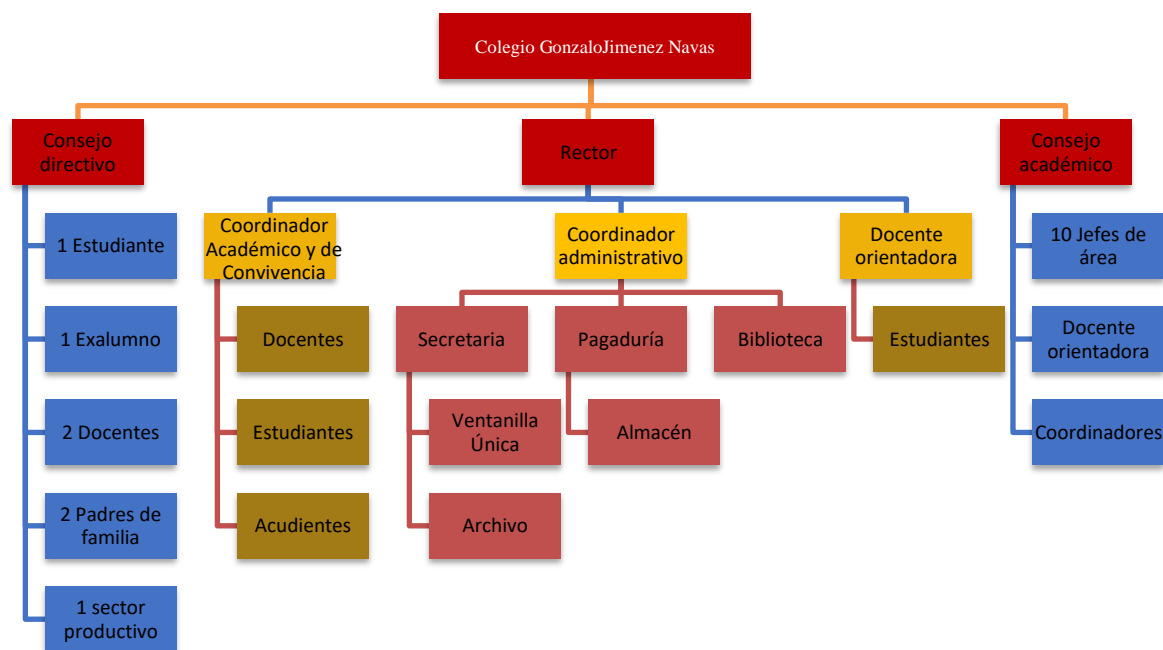 Colegio GonzaloJimenez Navas
Consejo
directivo
Rector
Consejo
académico
1 Estudiante
1 Exalumno
2 Docentes
2 Padres de
familia
1 sector
productivo
Coordinador
Académico y de
Convivencia
Docentes
Estudiantes
Acudientes
Coordinador
administrativo
Secretaria
Ventanilla
Única
Archivo
Pagaduría
Almacén
Biblioteca
Docente
orientadora
Estudiantes
10 Jefes de
área
Docente
orientadora
Coordinadores